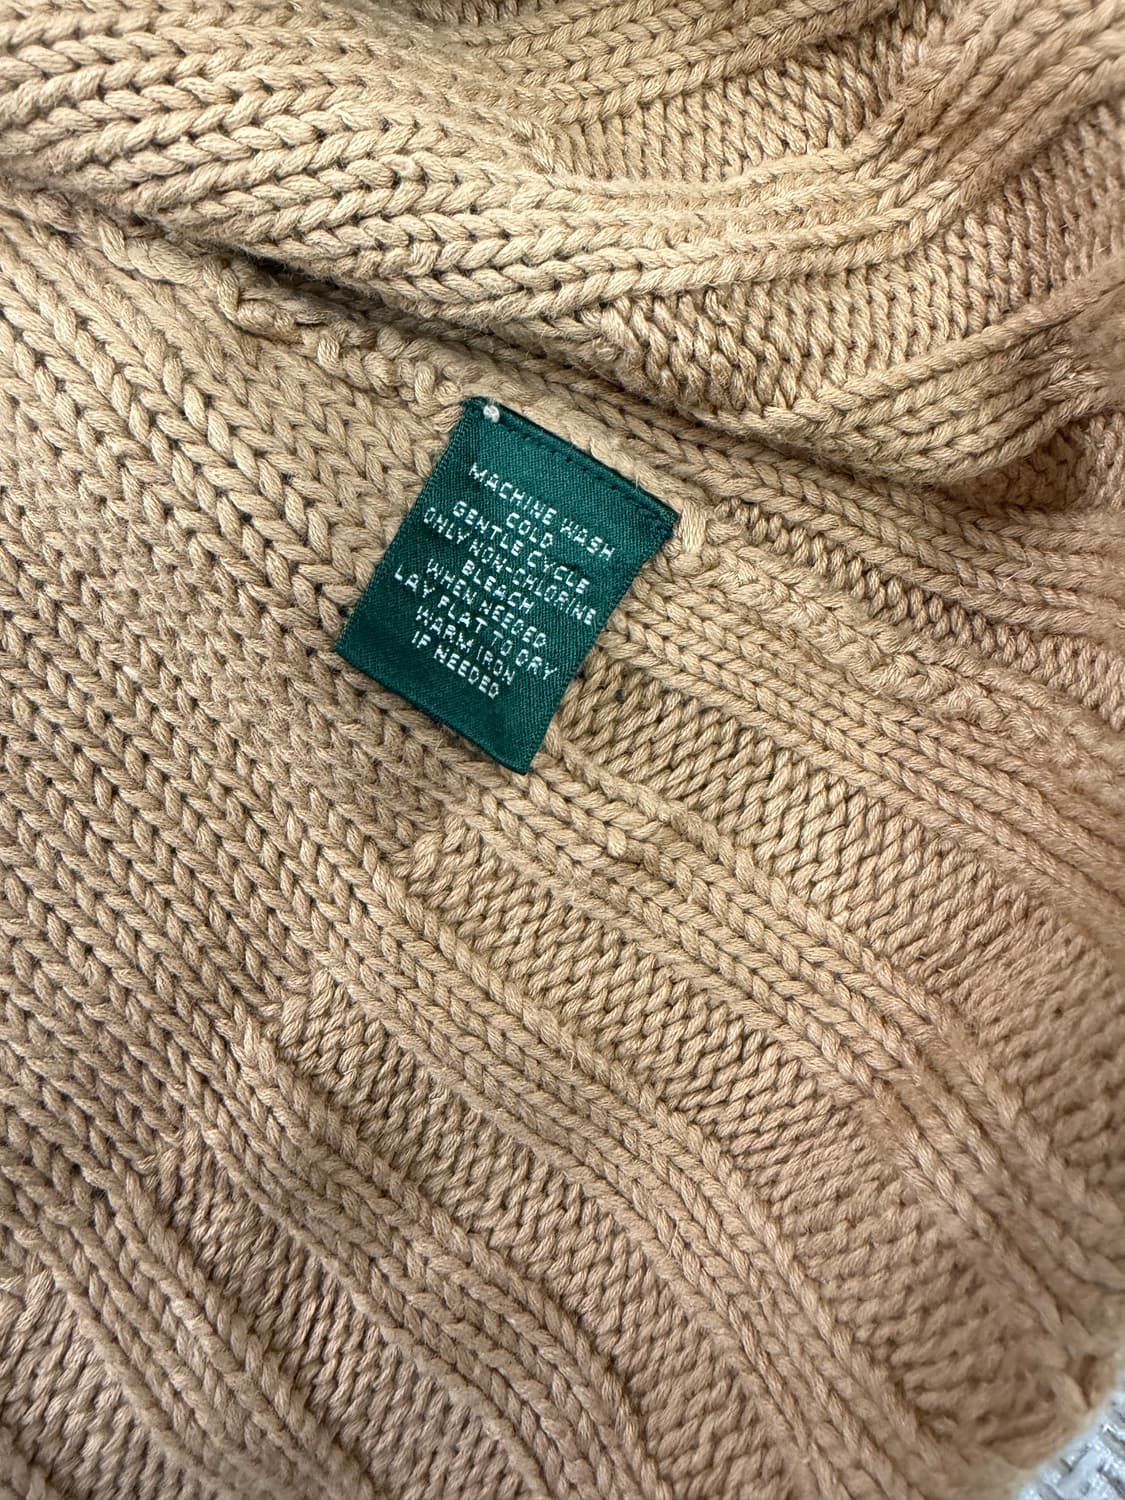 MACHINE WASH
COLD
GENTLE CYCLE
ONLY NON-CHLORINE
BLEACH
WHEN NEEDED
LAY FLAT TO DRY
WARM IRON
IF NEEDED